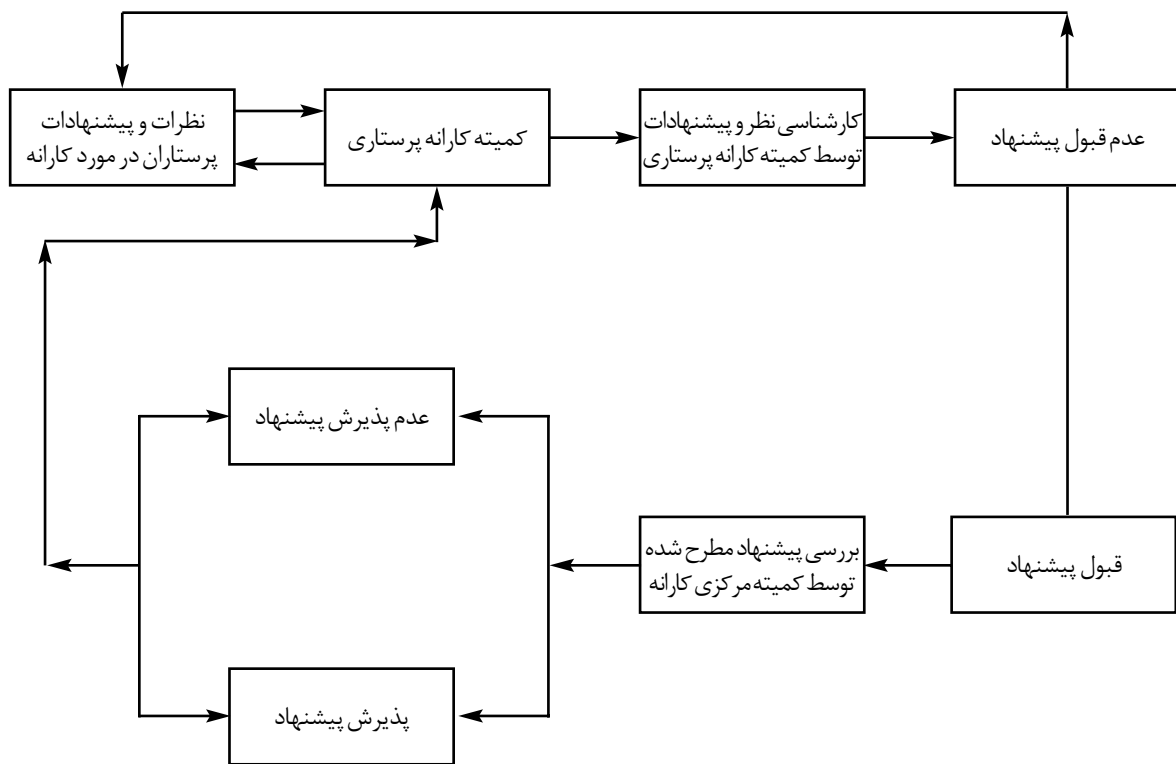 نظرات و پیشنهادات
پرستاران در مورد کارانه
کمیته کارانه پرستاری
کارشناسی نظر و پیشنهادات
توسط کمیته کارانه پرستاری
عدم قبول پیشنهاد
عدم پذیرش پیشنهاد
بررسی پیشنهاد مطرح شده
توسط کمیته مرکزی کارانه
قبول پیشنهاد
پذیرش پیشنهاد